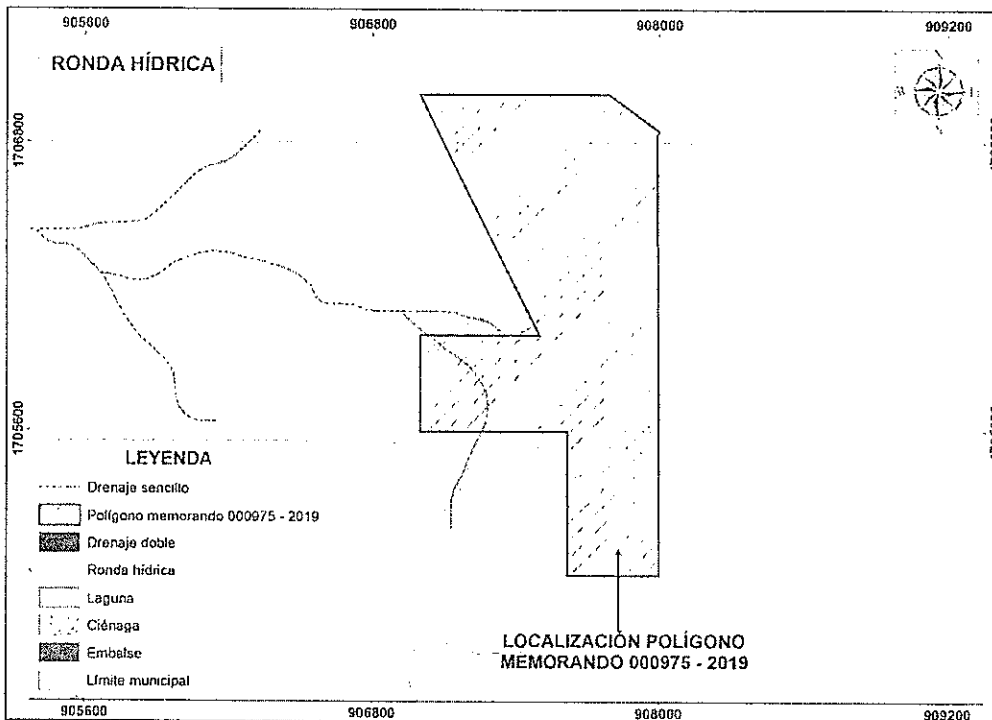 905600 906800 908000 909200
RONDA HÍDRICA
1706800
1705600
LEYENDA
Drenaje sencillo
Polígono memorando 000975 - 2019
Drenaje doble
Ronda hídrica
Laguna
Ciénaga
Embalse
Límite municipal
LOCALIZACIÓN POLÍGONO
MEMORANDO 000975 - 2019
905600 906800 908000 909200